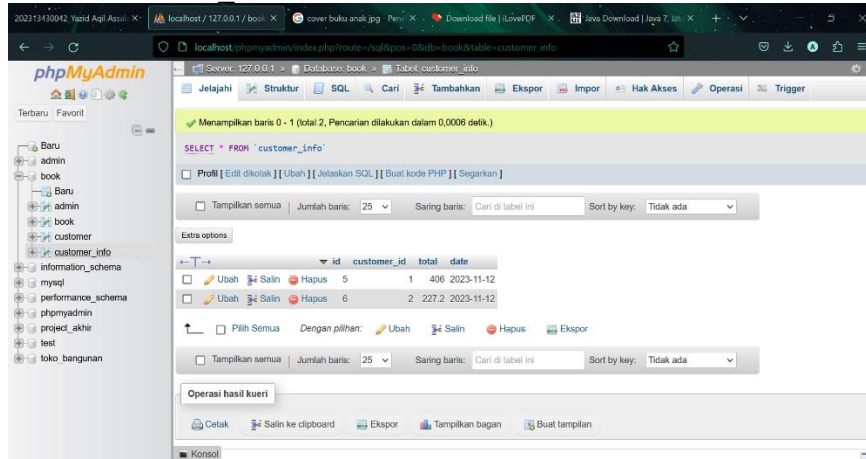 202313430042_Yazid Aqil Assal
localhost / 127.0.0.1 / book
cover buku anak jpg - Pene
Download file | iLovePDF
Java Download | Java 7, Jav
localhost/phpmyadmin/index.php?route=/sql&pos=0&db=book&table=customer_info
phpMyAdmin
Terbaru Favorit
Baru
admin
book
Baru
admin
book
customer
customer_info
information_schema
mysql
performance_schema
phpmyadmin
project_akhir
test
toko_bangunan
Server: 127.0.0.1 » Database: book » Tabel: customer_info
Jelajahi Struktur SQL Cari Tambahkan Ekspor Impor Hak Akses Operasi Trigger
Menampilkan baris 0 - 1 (total 2, Pencarian dilakukan dalam 0,0006 detik.)
SELECT * FROM `customer_info`
Profil [ Edit dikotak ] [ Ubah ] [ Jelaskan SQL ] [ Buat kode PHP ] [ Segarkan ]
Tampilkan semua | Jumlah baris: 25 Saring baris: Cari di tabel ini Sort by key: Tidak ada
Extra options
←T→ id customer_id total date
Ubah Salin Hapus 5 1 406 2023-11-12
Ubah Salin Hapus 6 2 227.2 2023-11-12
Pilih Semua Dengan pilihan: Ubah Salin Hapus Ekspor
Tampilkan semua | Jumlah baris: 25 Saring baris: Cari di tabel ini Sort by key: Tidak ada
Operasi hasil kueri
Cetak Salin ke clipboard Ekspor Tampilkan bagan Buat tampilan
Konsol